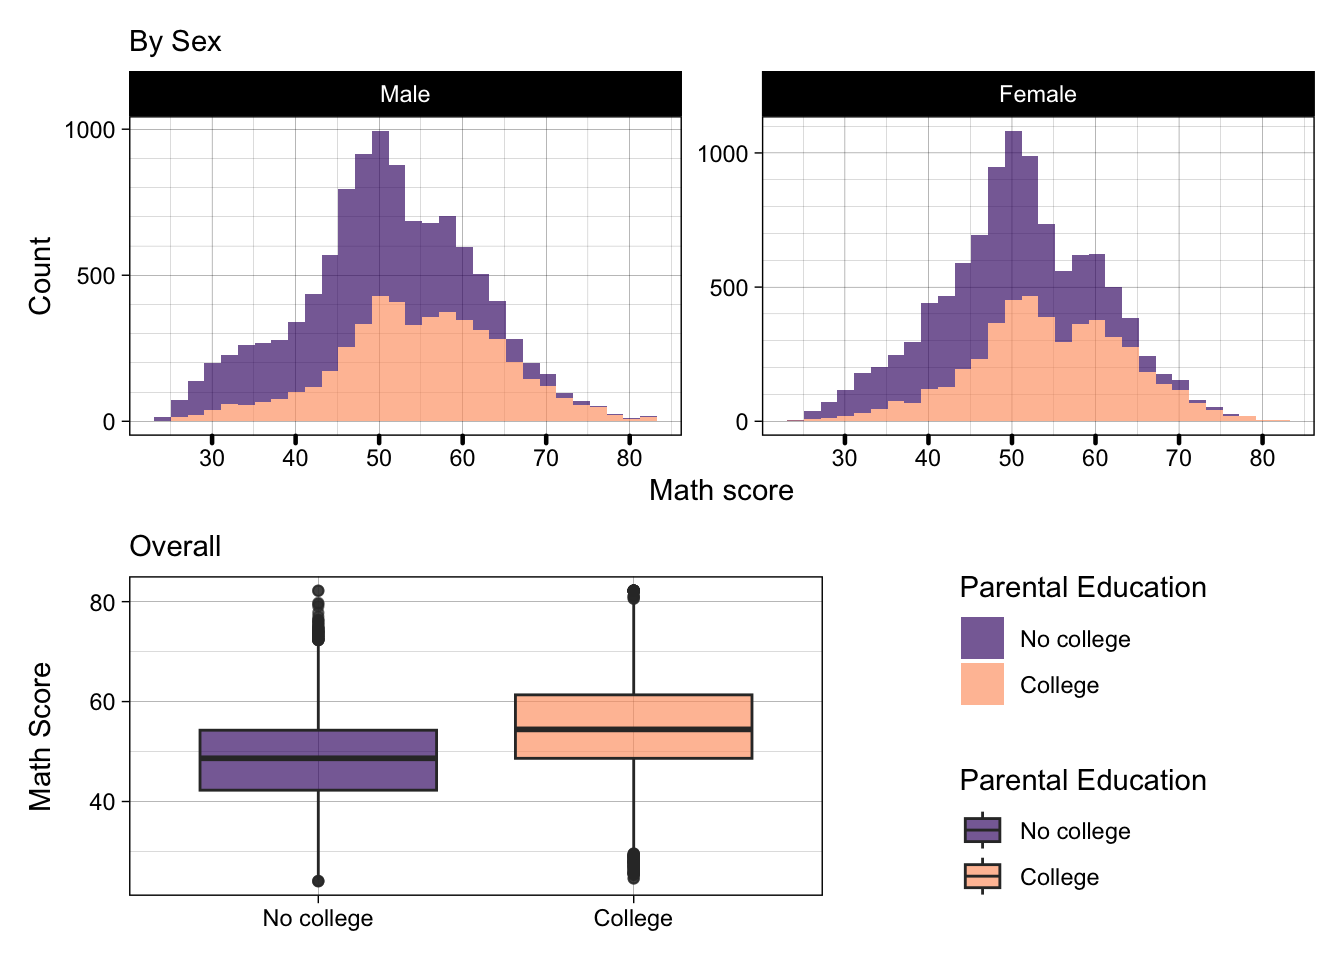 By Sex
Male
Female
Count
1000
500
0
1000
500
0
30 40 50 60 70 80
30 40 50 60 70 80
Math score
Overall
Math Score
80
60
40
No college
College
Parental Education
No college
College
Parental Education
No college
College